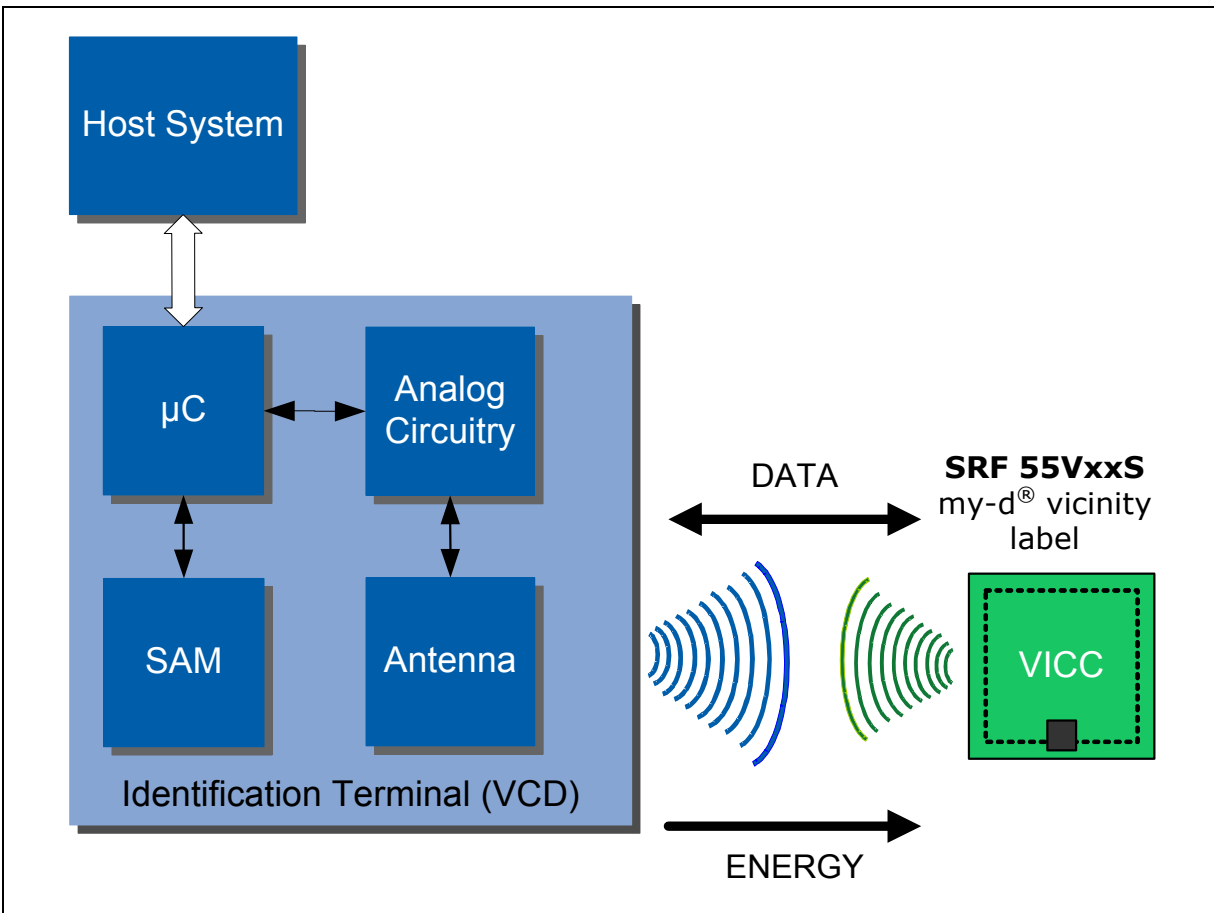 Host System
µC
Analog
Circuitry
SAM
Antenna
Identification Terminal (VCD)
DATA
SRF 55VxxS
my-d® vicinity
label
VICC
ENERGY